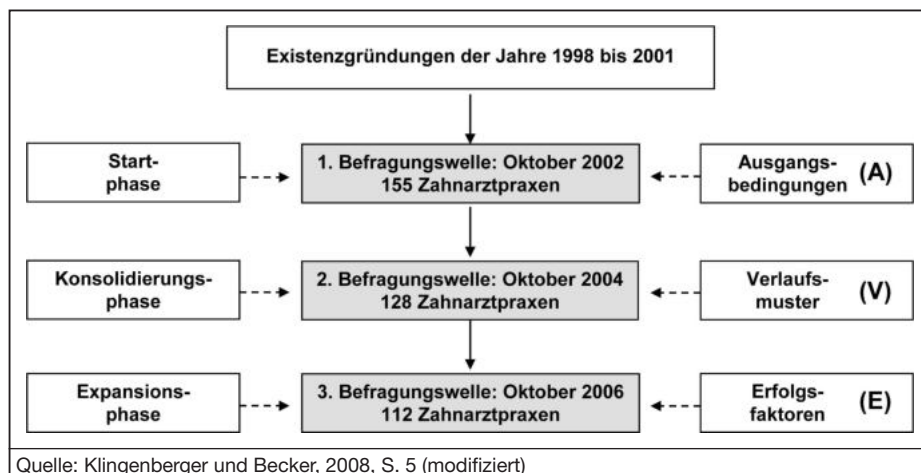 Existenzgründungen der Jahre 1998 bis 2001
Start-
phase
1. Befragungswelle: Oktober 2002
155 Zahnarztpraxen
Ausgangs-
bedingungen (A)
Konsolidierungs-
phase
2. Befragungswelle: Oktober 2004
128 Zahnarztpraxen
Verlaufs-
muster (V)
Expansions-
phase
3. Befragungswelle: Oktober 2006
112 Zahnarztpraxen
Erfolgs-
faktoren (E)
Quelle: Klingenberger und Becker, 2008, S. 5 (modifiziert)